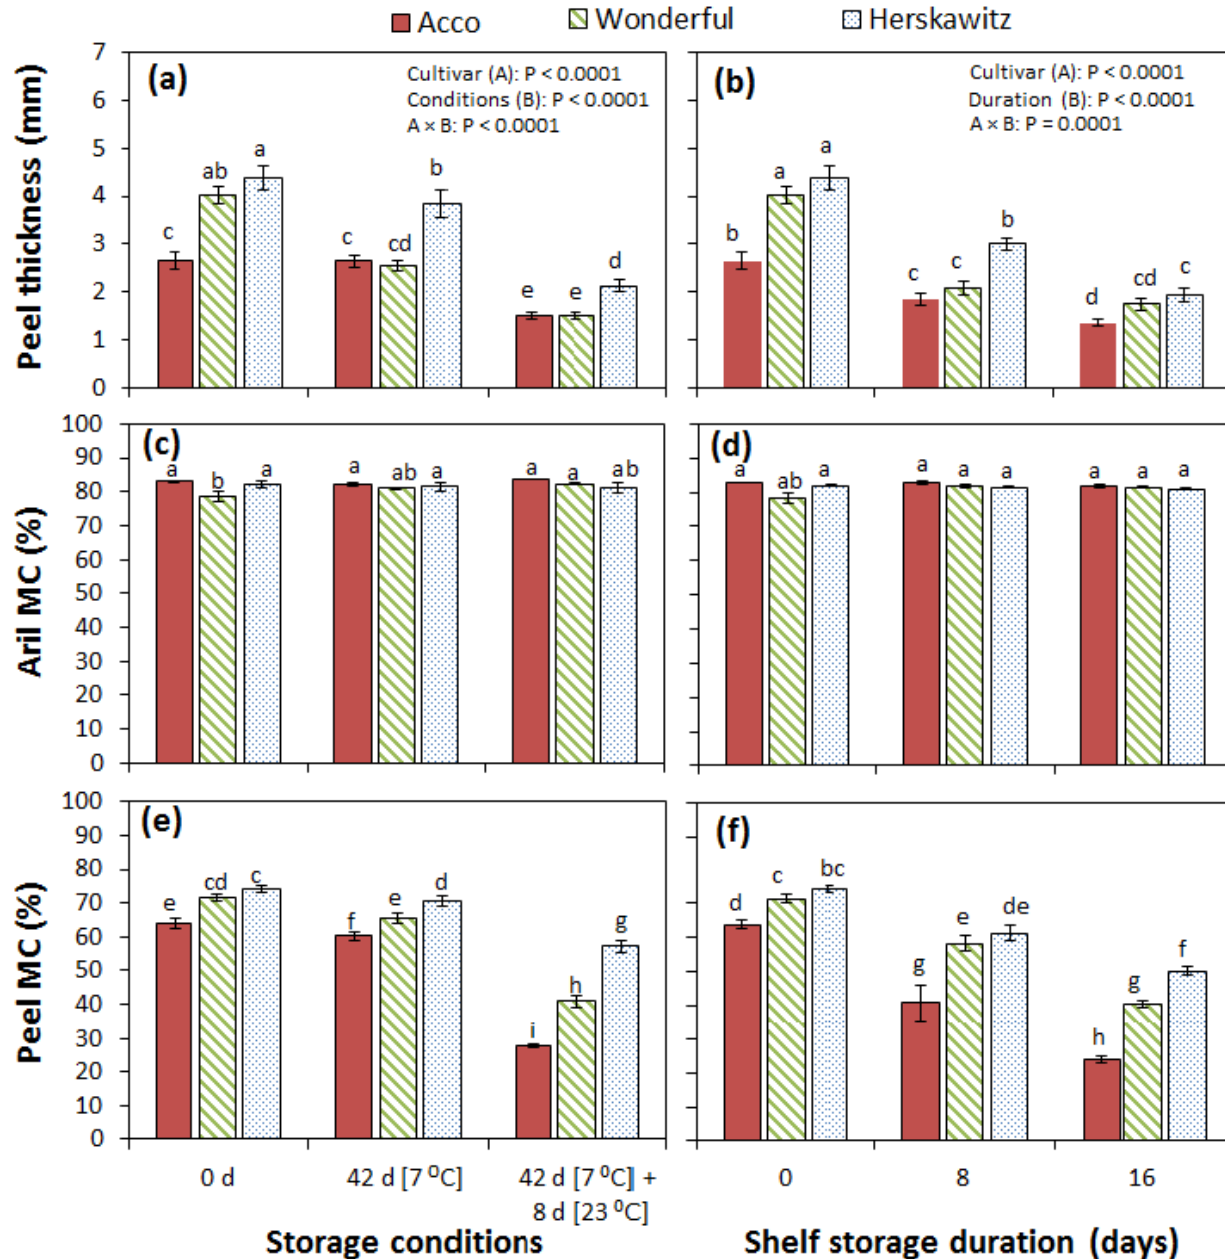 Acco Wonderful Herskawitz
Peel thickness (mm)
7
6
5
4
3
2
1
0
(a)
Cultivar (A): P < 0.0001
Conditions (B): P < 0.0001
A × B: P < 0.0001
c ab a
c cd b
e e d
(b)
Cultivar (A): P < 0.0001
Duration (B): P < 0.0001
A × B: P = 0.0001
b a a
c c b
d cd c
Aril MC (%)
100
90
80
70
60
50
40
30
20
10
0
(c)
a b a
a ab a
a a ab
(d)
a ab a
a a a
a a a
Peel MC (%)
100
90
80
70
60
50
40
30
20
10
0
(e)
e cd c
f e d
i h g
(f)
d c bc
g e de
h g f
0 d
42 d [7 ⁰C]
42 d [7 ⁰C] +
8 d [23 ⁰C]
Storage conditions
0 8 16
Shelf storage duration (days)